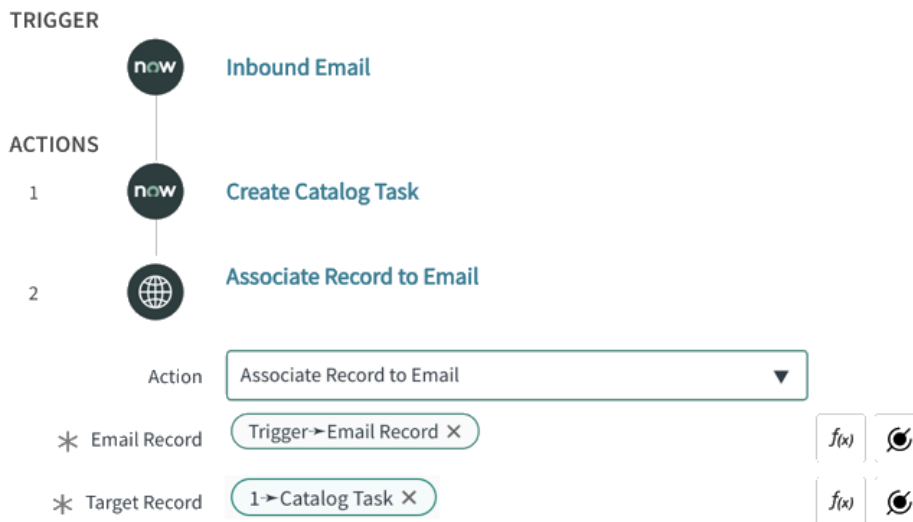 TRIGGER
now Inbound Email
ACTIONS
1 now Create Catalog Task
2 Associate Record to Email
Action Associate Record to Email ▼
* Email Record Trigger➛Email Record ✕ f(x)
* Target Record 1➛Catalog Task ✕ f(x)